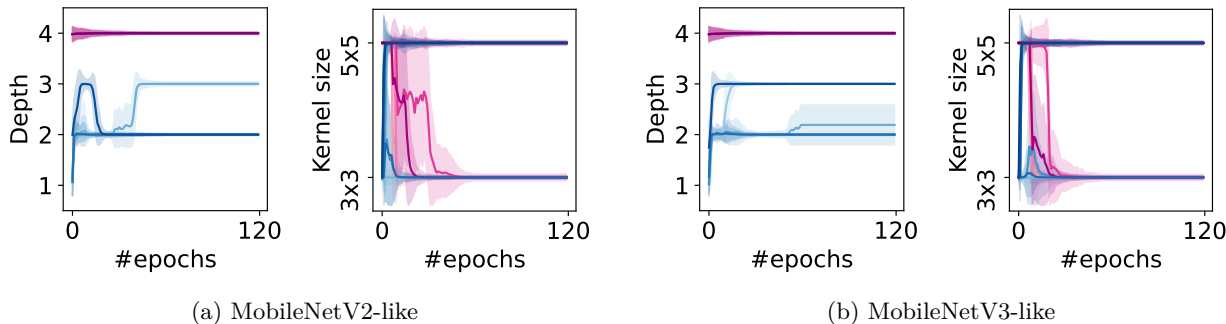 4
3
2
1
Depth
0
120
#epochs
5x5
3x3
Kernel size
0
120
#epochs
4
3
2
1
Depth
0
120
#epochs
5x5
3x3
Kernel size
0
120
#epochs
(a) MobileNetV2-like
(b) MobileNetV3-like